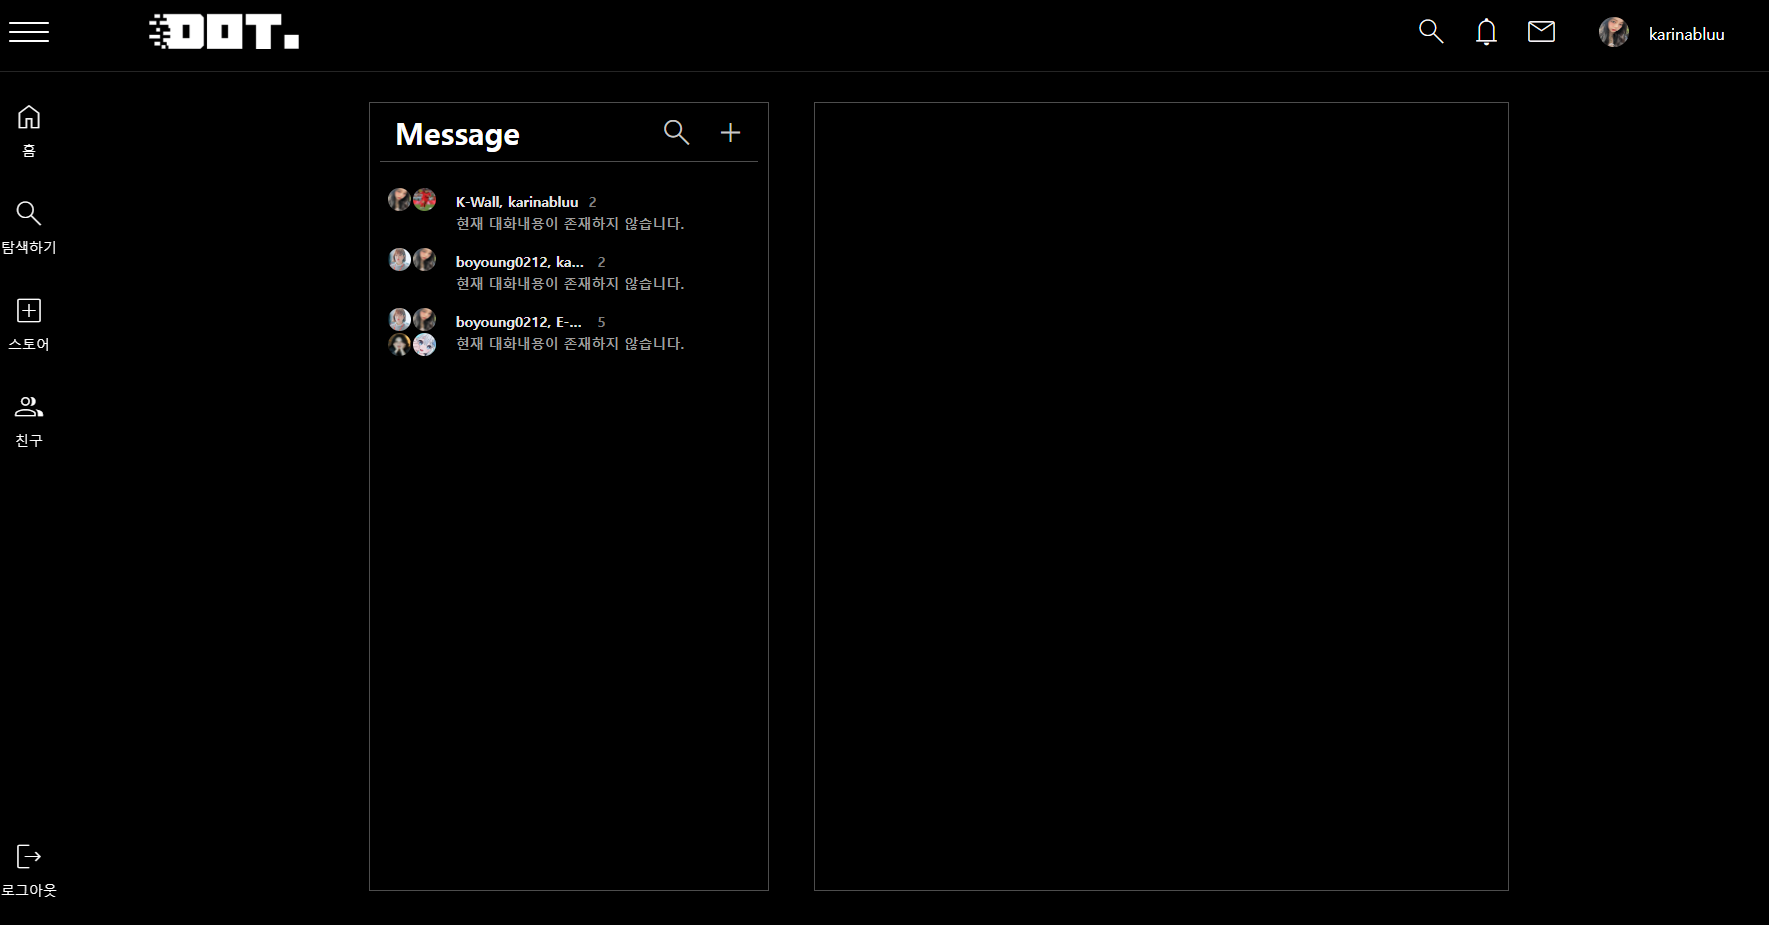 DOT.
karinabluu
홈
탐색하기
스토어
친구
로그아웃
Message
K-Wall, karinabluu 2
현재 대화내용이 존재하지 않습니다.
boyoung0212, ka... 2
현재 대화내용이 존재하지 않습니다.
boyoung0212, E-... 5
현재 대화내용이 존재하지 않습니다.